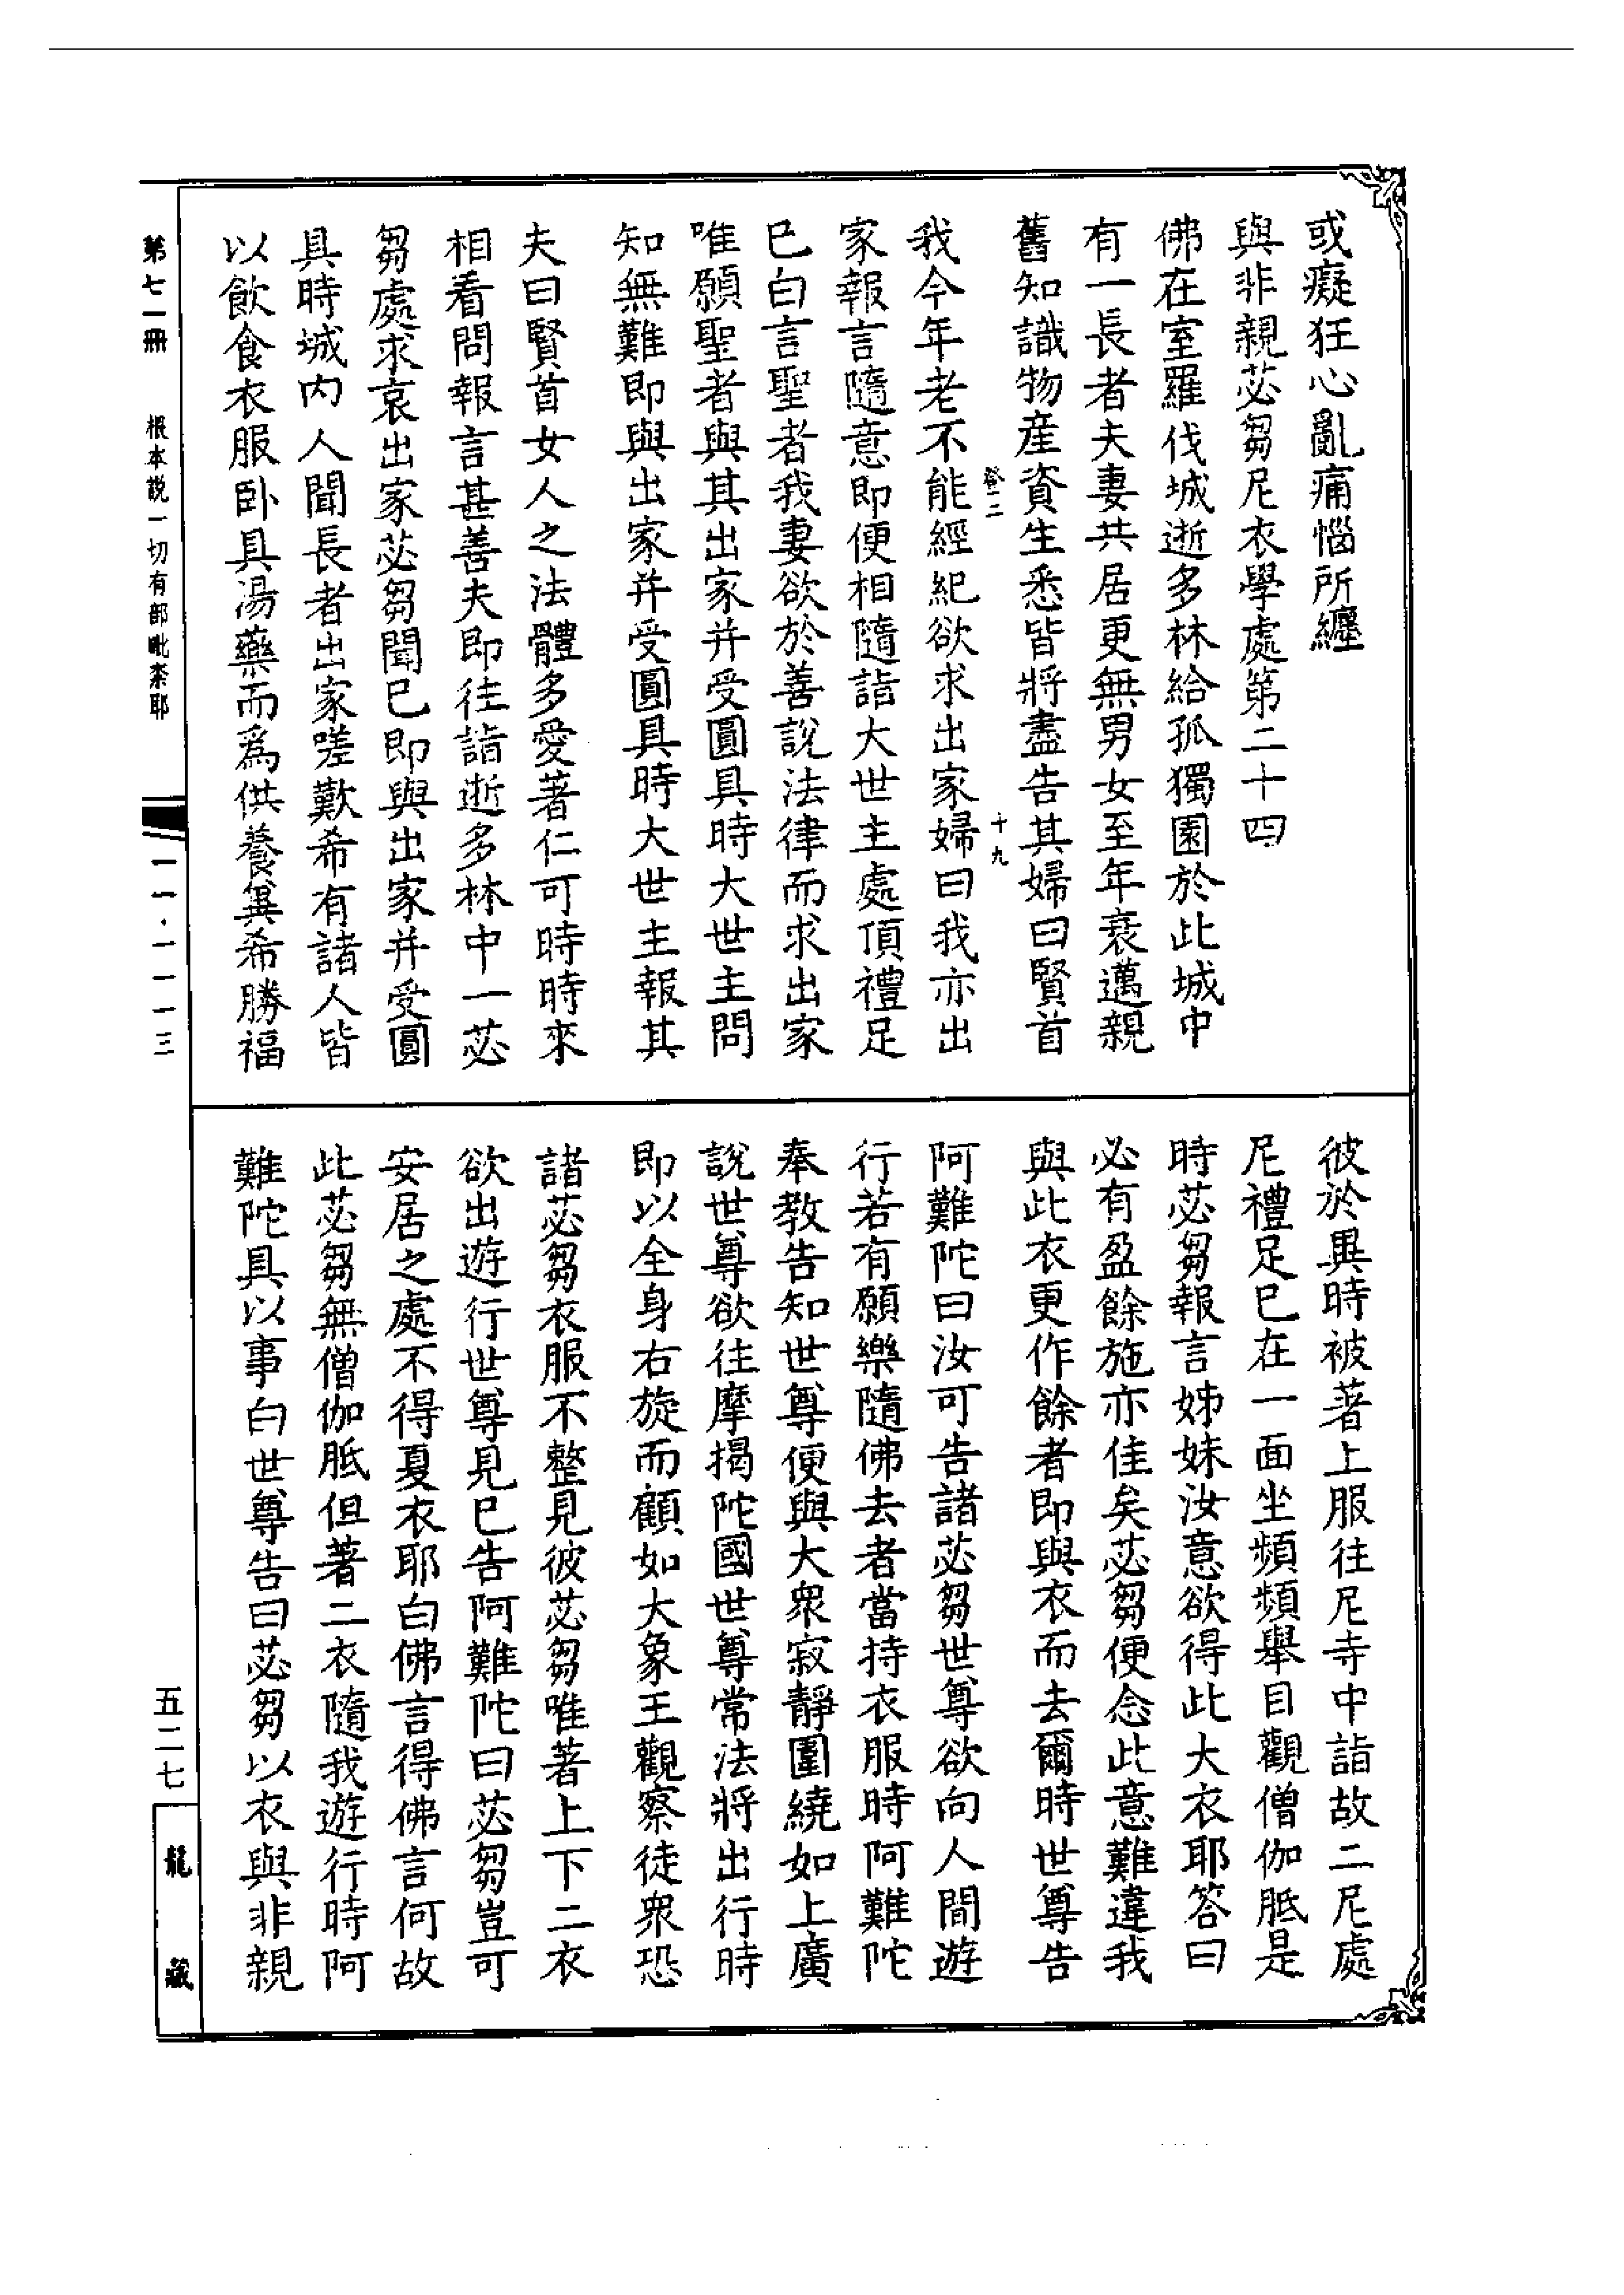 或癡狂心亂痛惱所纏
與非親苾芻尼衣學處第二十四
佛在室羅伐城逝多林給孤獨園於此城中
有一長者夫妻共居更無男女至年衰邁親
舊知識物產資生悉皆將盡告其婦曰賢首
十九
我今年老不能經紀欲求出家婦曰我亦出
家報言隨意即便相隨詣大世主處頂禮足
已白言聖者我妻欲於善說法律而求出家
唯願聖者與其出家并受圓具時大世主問
知無難即與出家并受圓具時大世主報其
夫曰賢首女人之法體多愛著仁可時時來
相看問報言甚善夫即往詣逝多林中一苾
芻處求哀出家苾芻聞已即與出家并受圓
具時城內人聞長者出家嗟歎希有諸人皆
以飲食衣服臥具湯藥而爲供養冀希勝福
彼於異時被著上服往尼寺中詣故二尼處
尼禮足已在一面坐頻頻舉目觀僧伽胝是
時苾芻報言姊妹汝意欲得此大衣耶答曰
必有盈餘施亦佳矣苾芻便念此意難違我
與此衣更作餘者即與衣而去爾時世尊告
阿難陀曰汝可告諸苾芻世尊欲向人間遊
行若有願樂隨佛去者當持衣服時阿難陀
奉教告知世尊便與大衆寂靜圍繞如上廣
說世尊欲往摩揭陀國世尊常法將出行時
即以全身右旋而顧如大象王觀察徒衆恐
諸苾芻衣服不整見彼苾芻唯著上下二衣
欲出遊行世尊見已告阿難陀曰苾芻豈可
安居之處不得夏衣耶白佛言得佛言何故
此苾芻無僧伽胝但著二衣隨我遊行時阿
難陀具以事白世尊告曰苾芻以衣與非親
第七一冊 根本説一切有部毗奈耶
一一·一一一三
五二七
龍藏